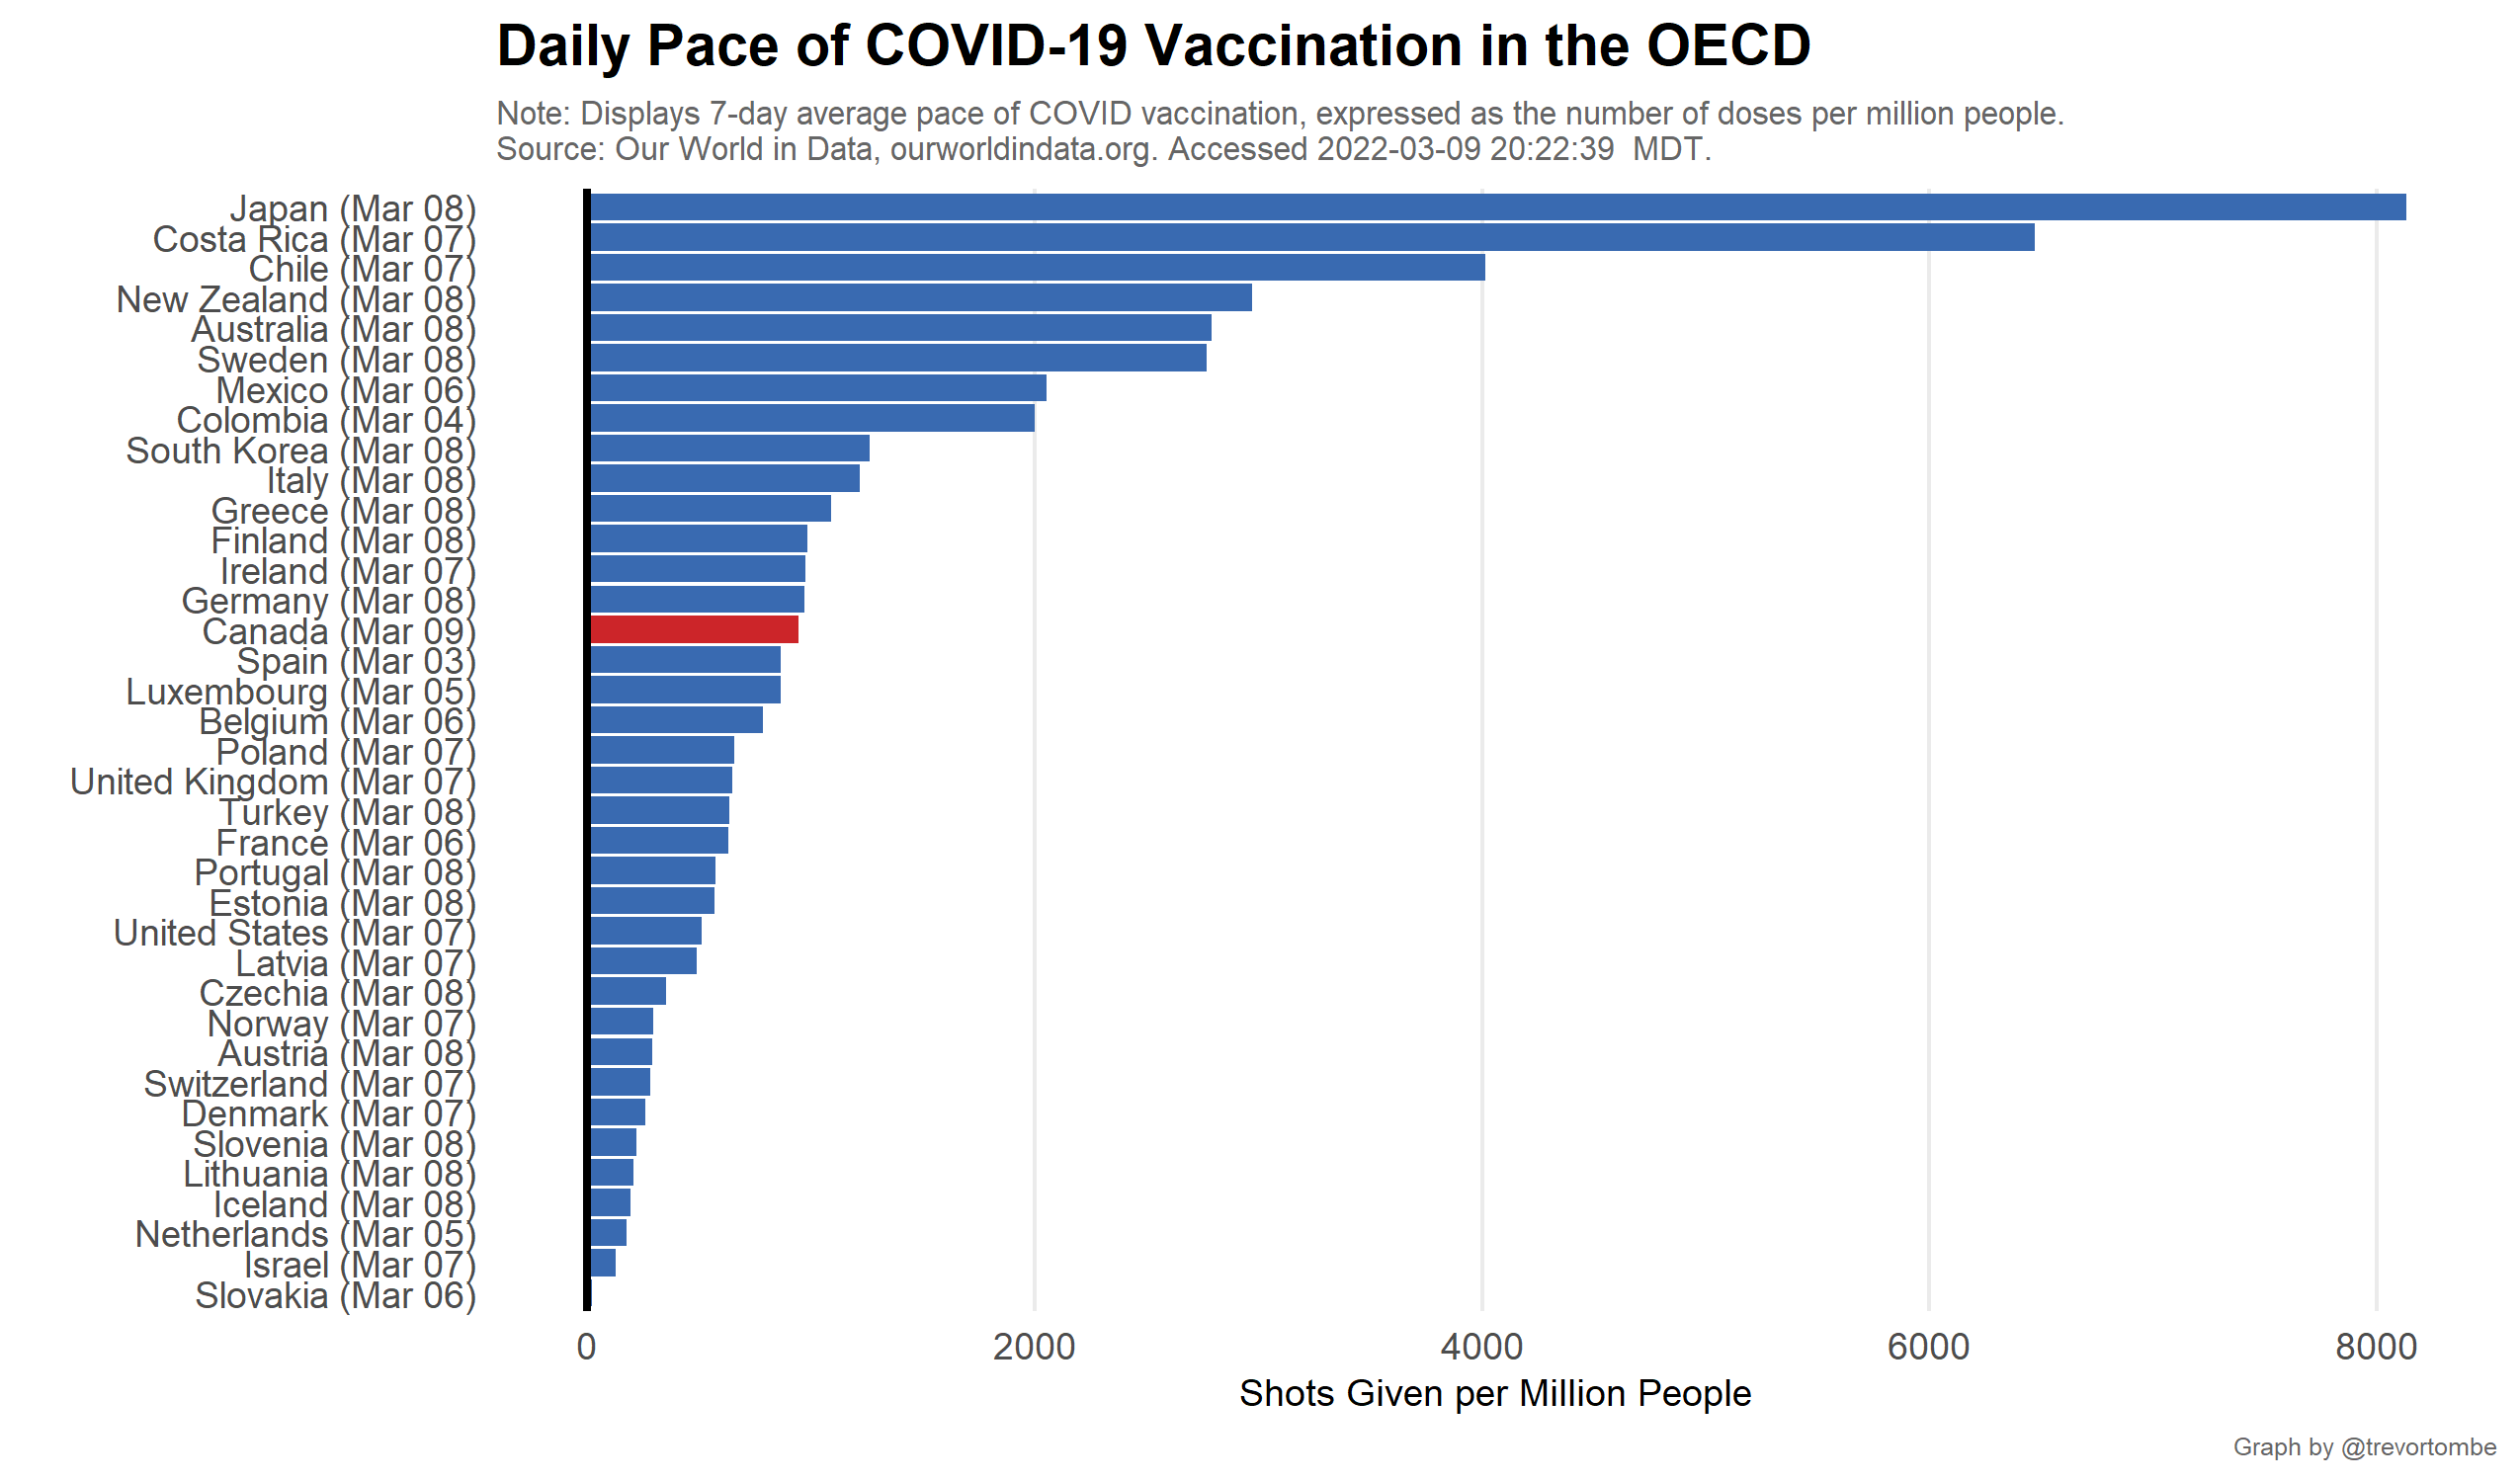 Daily Pace of COVID-19 Vaccination in the OECD
Note: Displays 7-day average pace of COVID vaccination, expressed as the number of doses per million people.
Source: Our World in Data, ourworldindata.org. Accessed 2022-03-09 20:22:39  MDT.
Japan (Mar 08)
Costa Rica (Mar 07)
Chile (Mar 07)
New Zealand (Mar 08)
Australia (Mar 08)
Sweden (Mar 08)
Mexico (Mar 06)
Colombia (Mar 04)
South Korea (Mar 08)
Italy (Mar 08)
Greece (Mar 08)
Finland (Mar 08)
Ireland (Mar 07)
Germany (Mar 08)
Canada (Mar 09)
Spain (Mar 03)
Luxembourg (Mar 05)
Belgium (Mar 06)
Poland (Mar 07)
United Kingdom (Mar 07)
Turkey (Mar 08)
France (Mar 06)
Portugal (Mar 08)
Estonia (Mar 08)
United States (Mar 07)
Latvia (Mar 07)
Czechia (Mar 08)
Norway (Mar 07)
Austria (Mar 08)
Switzerland (Mar 07)
Denmark (Mar 07)
Slovenia (Mar 08)
Lithuania (Mar 08)
Iceland (Mar 08)
Netherlands (Mar 05)
Israel (Mar 07)
Slovakia (Mar 06)
0 2000 4000 6000 8000
Shots Given per Million People
Graph by @trevortombe